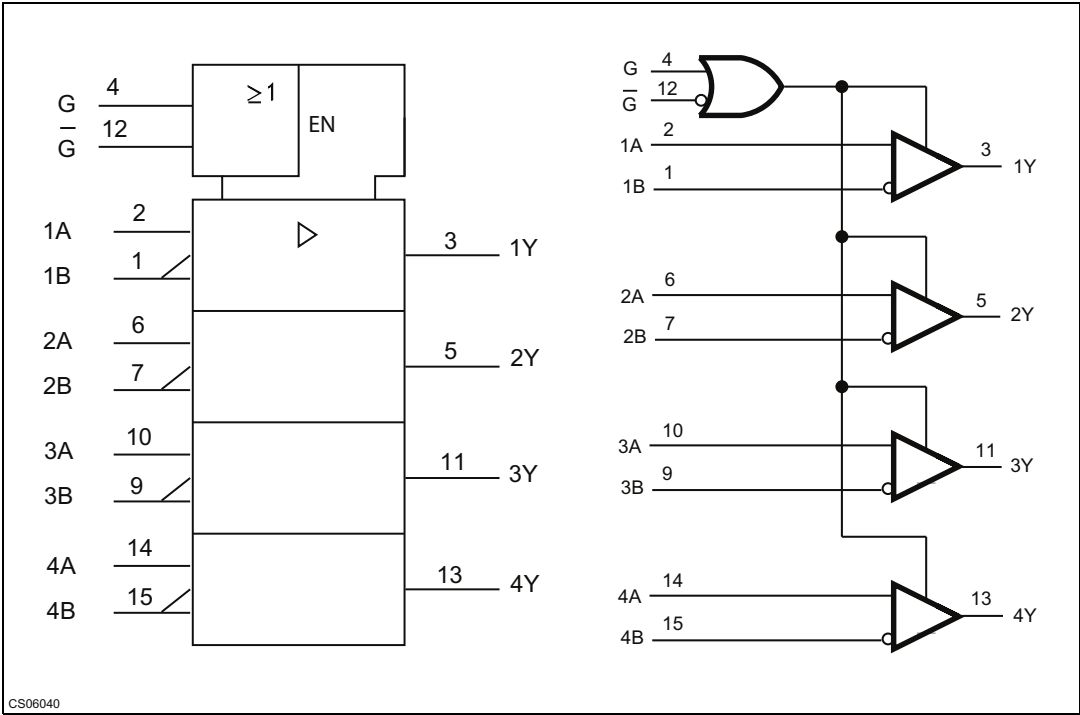 G 4
G̅ 12
≥1
EN
1A 2
1B 1
3 1Y
2A 6
2B 7
5 2Y
3A 10
3B 9
11 3Y
4A 14
4B 15
13 4Y
G 4
G̅ 12
1A 2
1B 1
3 1Y
2A 6
2B 7
5 2Y
3A 10
3B 9
11 3Y
4A 14
4B 15
13 4Y
CS06040